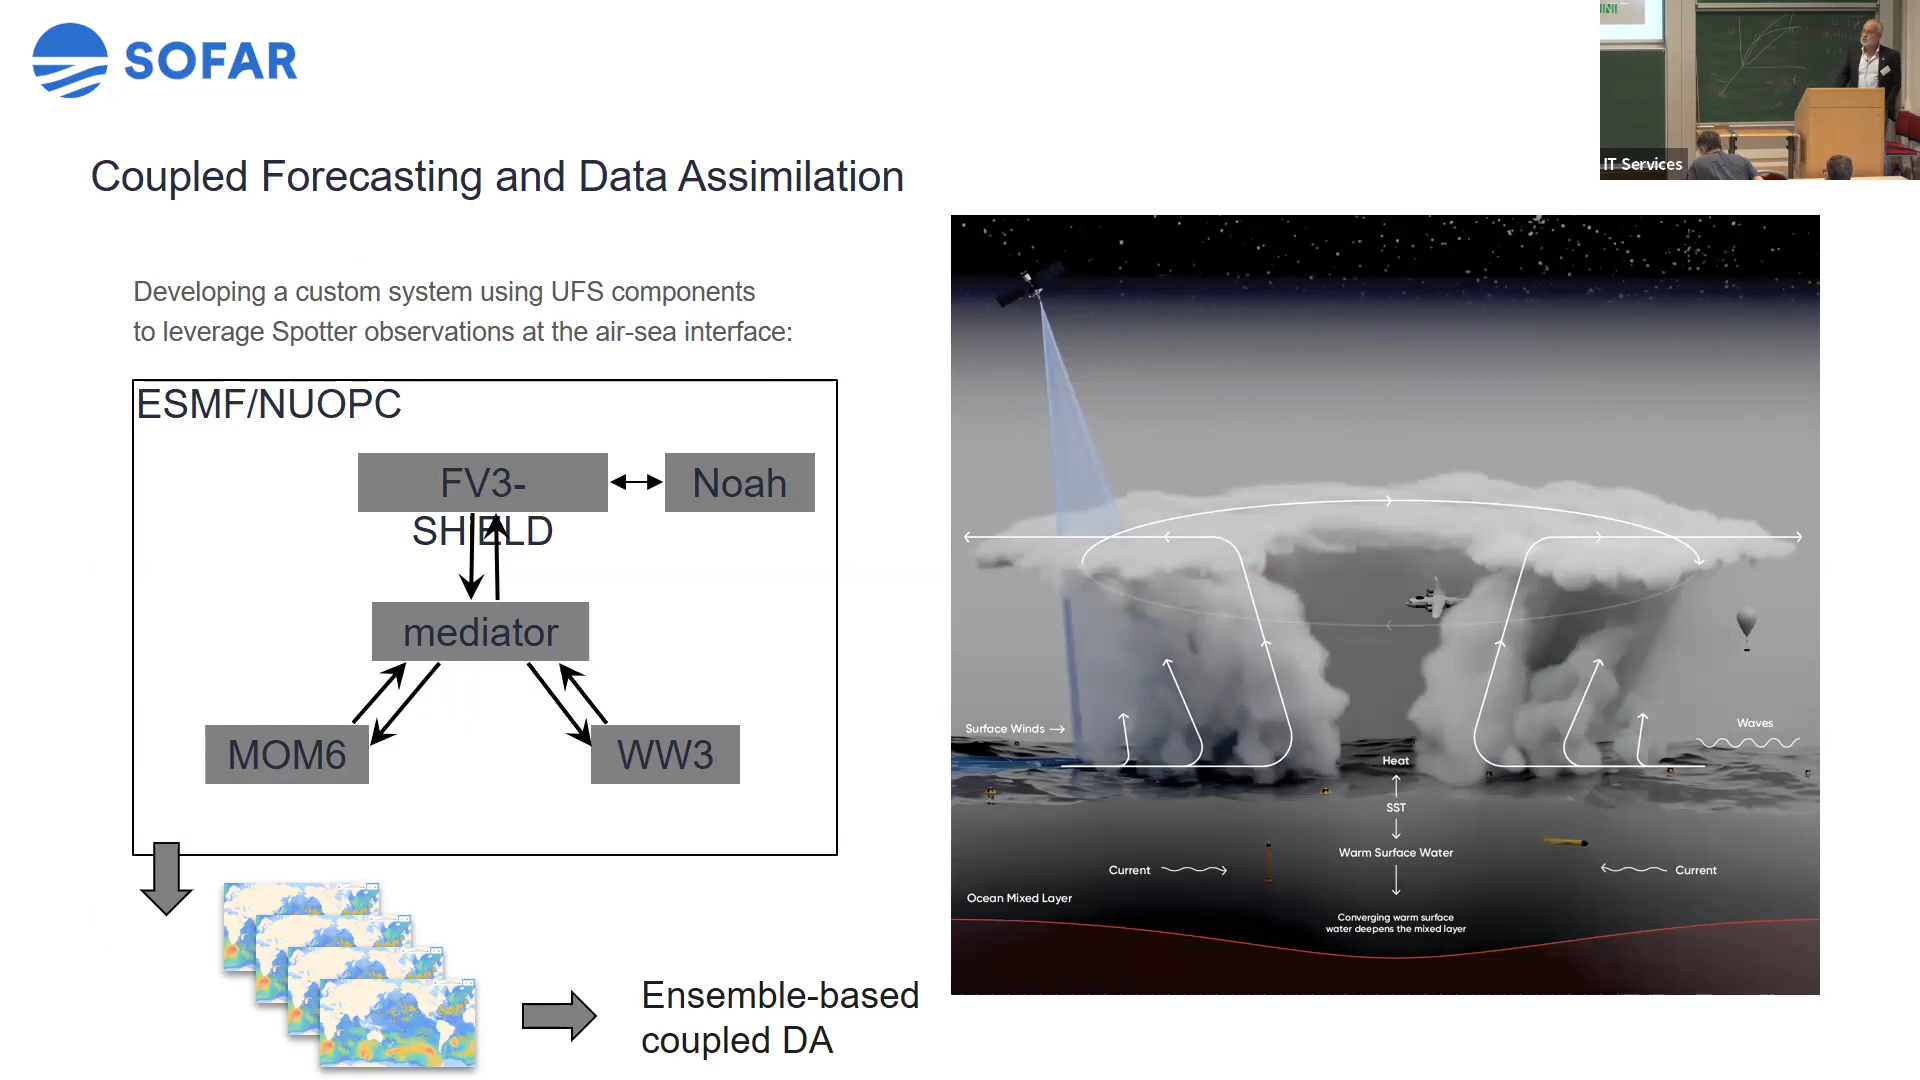 SOFAR
IT Services
Coupled Forecasting and Data Assimilation
Developing a custom system using UFS components
to leverage Spotter observations at the air-sea interface:
ESMF/NUOPC
FV3-
SHIELD
Noah
mediator
MOM6
WW3
Ensemble-based
coupled DA
Surface Winds
Waves
Heat
SST
Warm Surface Water
Current
Current
Ocean Mixed Layer
Converging warm surface
water deepens the mixed layer